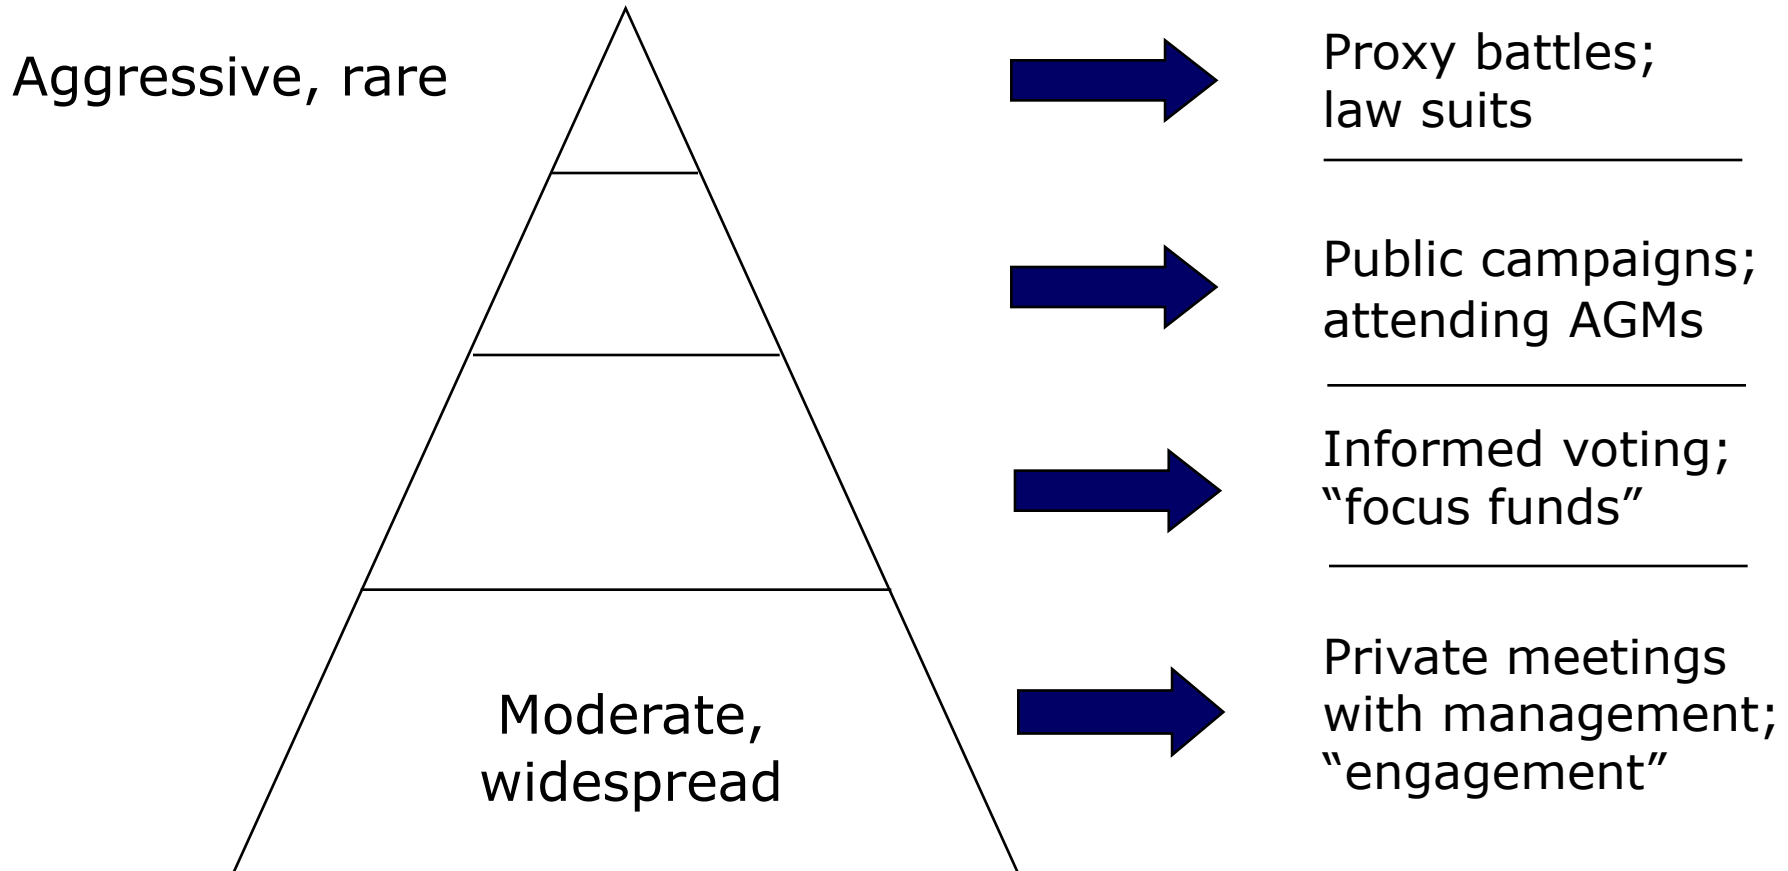 Aggressive, rare
Proxy battles;
law suits
Public campaigns;
attending AGMs
Informed voting;
“focus funds”
Moderate,
widespread
Private meetings
with management;
“engagement”